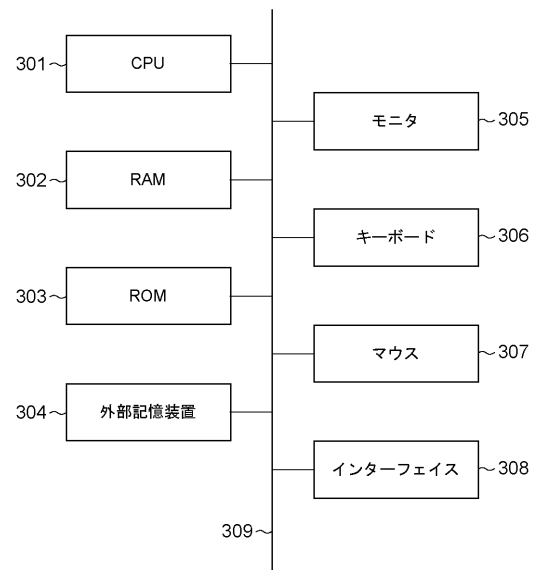 301
CPU
302
RAM
303
ROM
304
外部記憶装置
モニタ
305
キーボード
306
マウス
307
インターフェイス
308
309